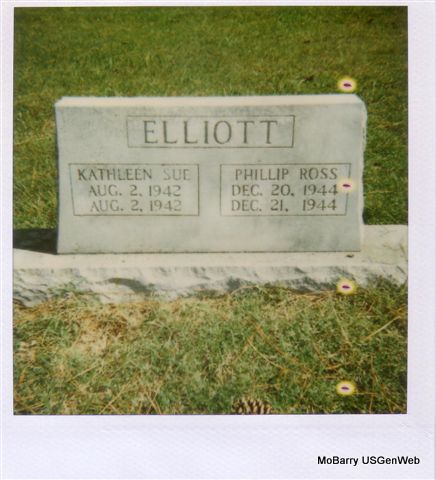 ELLIOTT
KATHLEEN SUE
AUG. 2, 1942
AUG. 2, 1942
PHILLIP ROSS
DEC. 20, 1944
DEC. 21, 1944
MoBarry USGenWeb